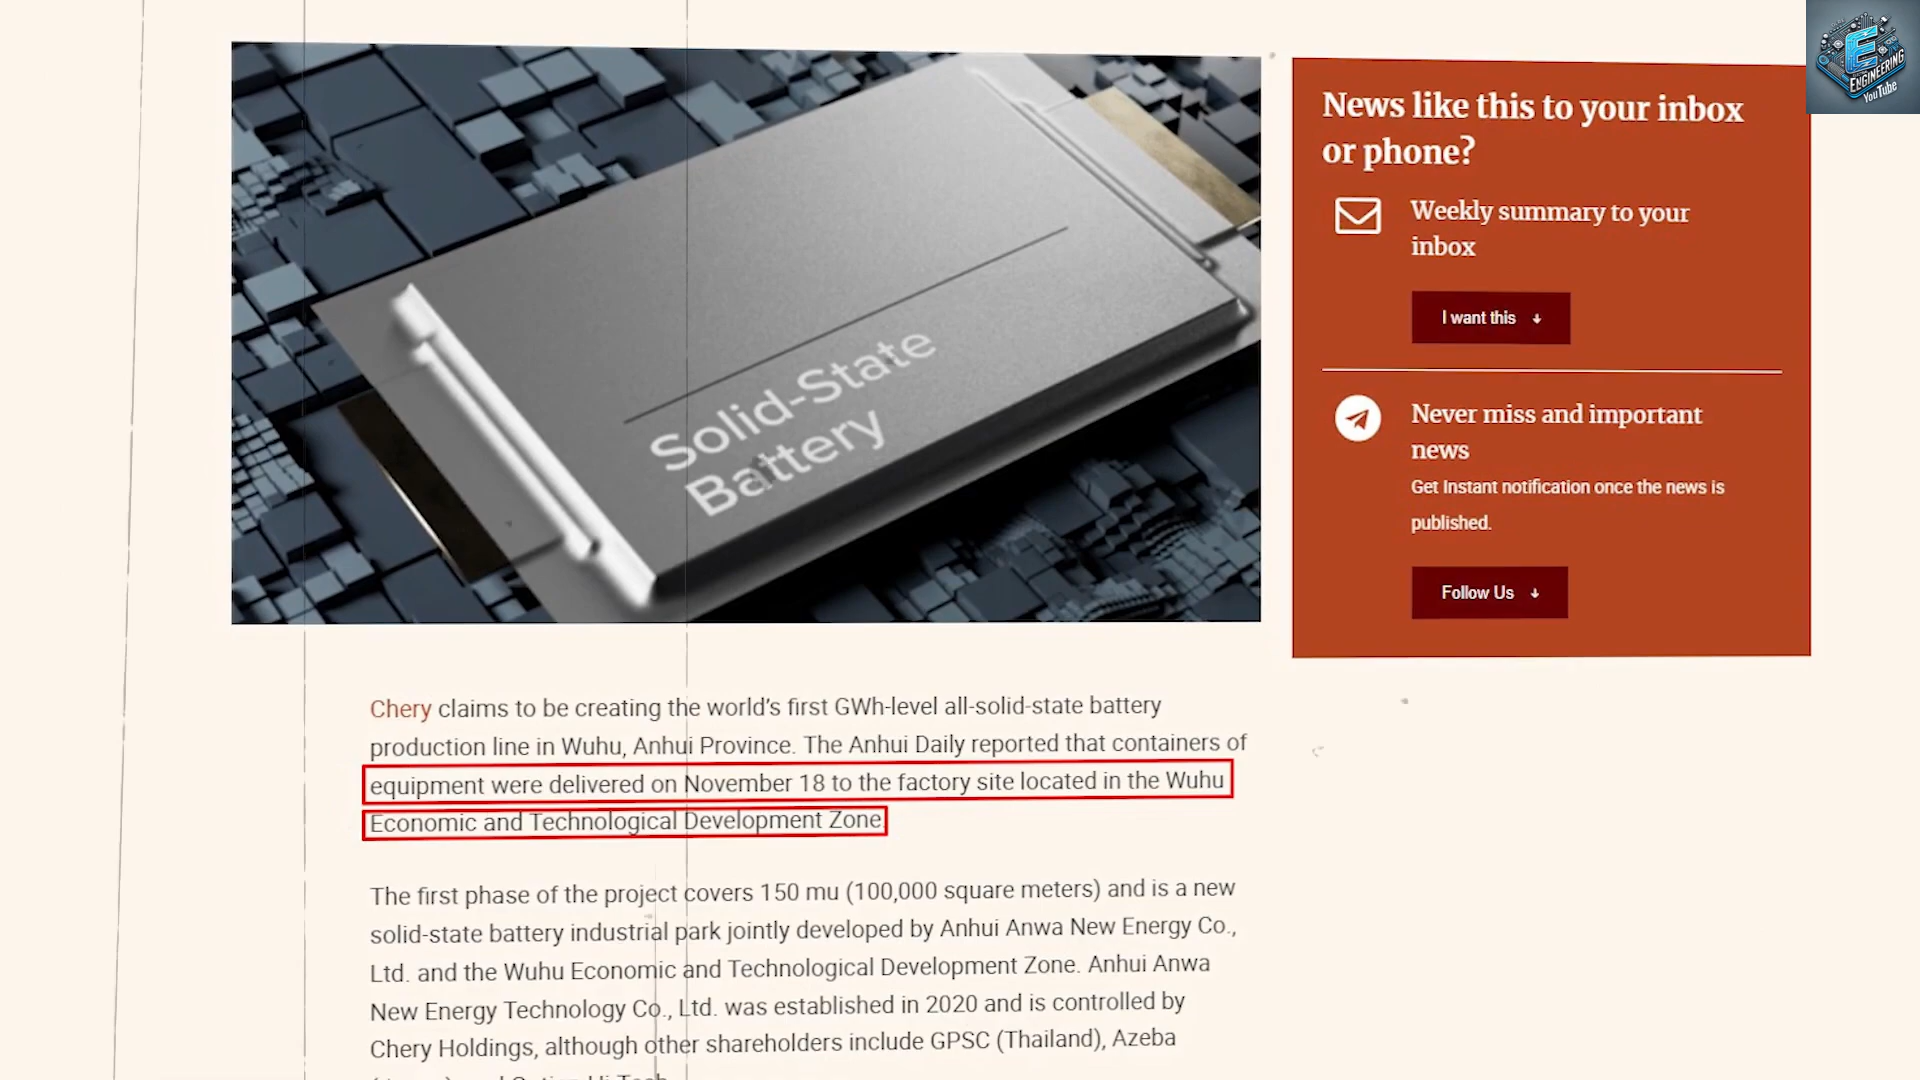 E
ENGINEERING
YouTube
Solid-State
Battery
News like this to your inbox
or phone?
Weekly summary to your
inbox
I want this
Never miss and important
news
Get Instant notification once the news is
published.
Follow Us
Chery claims to be creating the world's first GWh-level all-solid-state battery
production line in Wuhu, Anhui Province. The Anhui Daily reported that containers of
equipment were delivered on November 18 to the factory site located in the Wuhu
Economic and Technological Development Zone.
The first phase of the project covers 150 mu (100,000 square meters) and is a new
solid-state battery industrial park jointly developed by Anhui Anwa New Energy Co.,
Ltd. and the Wuhu Economic and Technological Development Zone. Anhui Anwa
New Energy Technology Co., Ltd. was established in 2020 and is controlled by
Chery Holdings, although other shareholders include GPSC (Thailand), Azeba